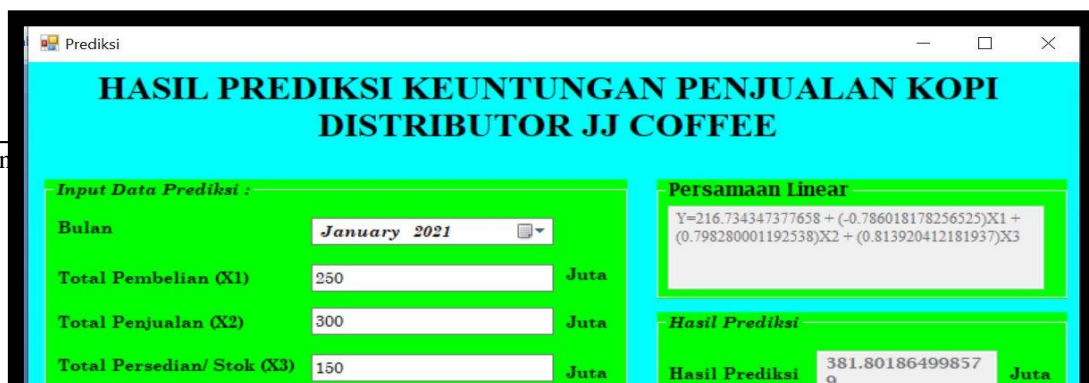 Prediksi
HASIL PREDIKSI KEUNTUNGAN PENJUALAN KOPI
DISTRIBUTOR JJ COFFEE
Input Data Prediksi :
Bulan
January 2021
Total Pembelian (X1)
250
Juta
Total Penjualan (X2)
300
Juta
Total Persedian/ Stok (X3)
150
Juta
Persamaan Linear
Y=216.734347377658 + (-0.786018178256525)X1 +
(0.798280001192538)X2 + (0.813920412181937)X3
Hasil Prediksi
Hasil Prediksi
381.80186499857
Juta